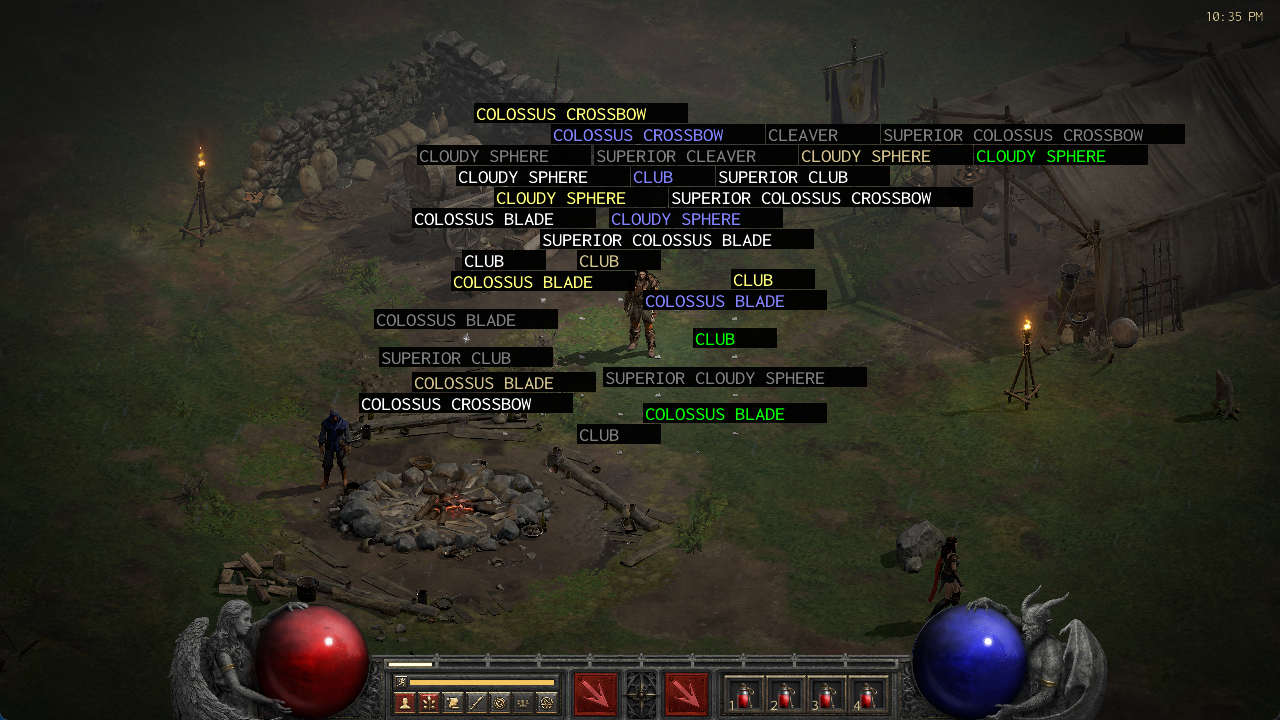 10:35 PM
COLOSSUS CROSSBOW
COLOSSUS CROSSBOW CLEAVER SUPERIOR COLOSSUS CROSSBOW
CLOUDY SPHERE SUPERIOR CLEAVER CLOUDY SPHERE CLOUDY SPHERE
CLOUDY SPHERE CLUB SUPERIOR CLUB
CLOUDY SPHERE SUPERIOR COLOSSUS CROSSBOW
COLOSSUS BLADE CLOUDY SPHERE
SUPERIOR COLOSSUS BLADE
CLUB CLUB
COLOSSUS BLADE CLUB
COLOSSUS BLADE
COLOSSUS BLADE
CLUB
SUPERIOR CLUB
SUPERIOR CLOUDY SPHERE
COLOSSUS BLADE
COLOSSUS CROSSBOW
COLOSSUS BLADE
CLUB
1 2 3 4